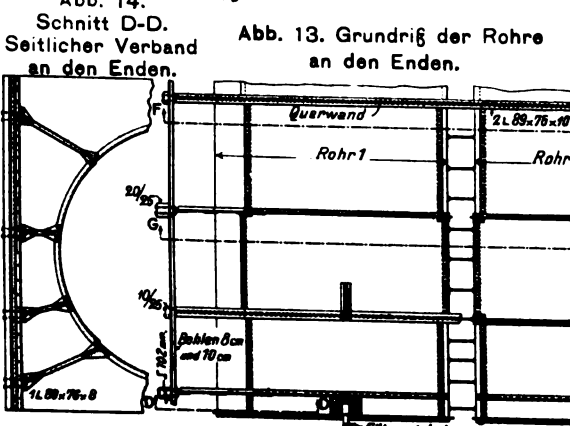 Abb. 14.
Schnitt D-D.
Seitlicher Verband
an den Enden.
Abb. 13. Grundriß der Rohre
an den Enden.
F
Querwand
2 L 89×76×10
Rohr 1
Rohr
20/25
G
10/25
Bohlen 8 cm
und 10 cm
102 cm
1 L 89×76×8
D
D